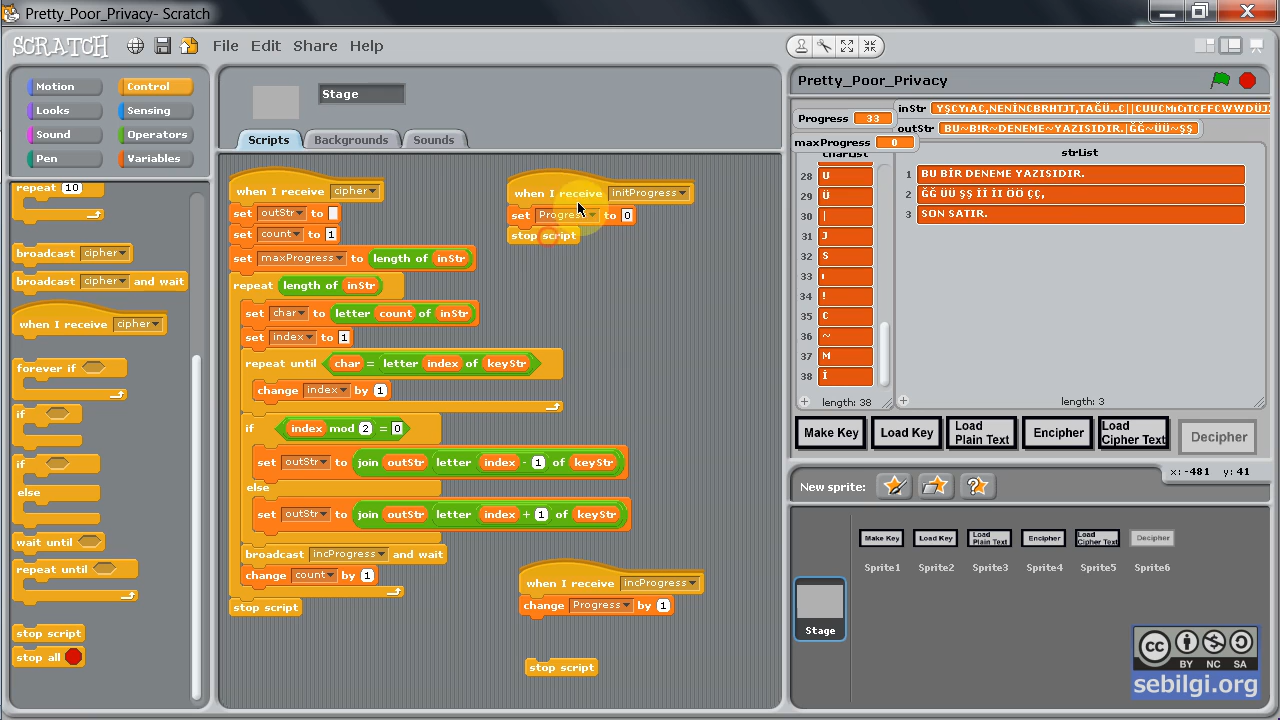 Pretty_Poor_Privacy- Scratch
SCRATCH File Edit Share Help
Motion Control
Looks Sensing
Sound Operators
Pen Variables
repeat 10
broadcast cipher
broadcast cipher and wait
when I receive cipher
forever if
if
if
else
wait until
repeat until
stop script
stop all
Stage
Scripts Backgrounds Sounds
when I receive cipher
set outStr to
set count to 1
set maxProgress to length of inStr
repeat length of inStr
set char to letter count of inStr
set index to 1
repeat until char = letter index of keyStr
change index by 1
if index mod 2 = 0
set outStr to join outStr letter index - 1 of keyStr
else
set outStr to join outStr letter index + 1 of keyStr
broadcast incProgress and wait
change count by 1
stop script
when I receive initProgress
set Progress to 0
stop script
when I receive incProgress
change Progress by 1
stop script
Pretty_Poor_Privacy
Progress 33
inStr
outStr BU~BİR~DENEME~YAZISIDIR.|ĞĞ~ÜÜ~ŞŞ
maxProgress 0
strList
28 U
29 Ü
30 |
31 J
32 S
33 ı
34 !
35 C
36 ~
37 M
38 İ
length: 38
1 BU BİR DENEME YAZISIDIR.
2 ĞĞ ÜÜ ŞŞ İİ İI ÖÖ ÇÇ,
3 SON SATIR.
length: 3
Make Key
Load Key
Load
Plain Text
Encipher
Load
Cipher Text
Decipher
x: -481 y: 41
New sprite:
Make Key
Load Key
Load
Plain Text
Encipher
Load
Cipher Text
Decipher
Sprite1 Sprite2 Sprite3 Sprite4 Sprite5 Sprite6
Stage
cc BY NC SA
sebilgi.org